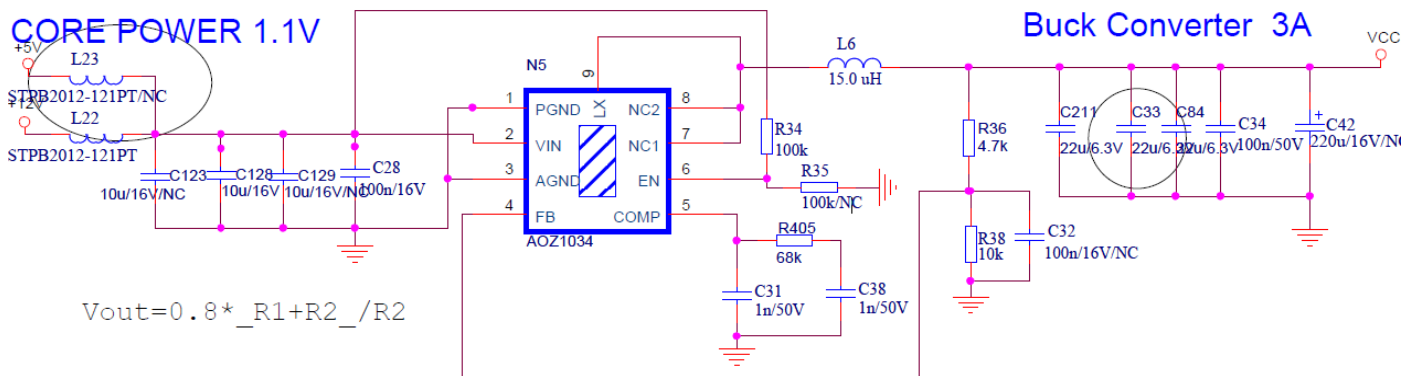 CORE POWER 1.1V
Buck Converter 3A
+5V
L23
STPB2012-121PT/NC
+12V
L22
STPB2012-121PT
C123
10u/16V/NC
C128
10u/16V
C129
10u/16V/NC
C28
100n/16V
N5
9
LX
1
PGND
2
VIN
3
AGND
4
FB
8
NC2
7
NC1
6
EN
5
COMP
AOZ1034
L6
15.0 uH
VCC
R34
100k
R35
100k/NC
R405
68k
C31
1n/50V
C38
1n/50V
R36
4.7k
R38
10k
C32
100n/16V/NC
C211
22u/6.3V
C33
22u/6.3V
C84
22u/6.3V
C34
100n/50V
+
C42
220u/16V/NC
Vout=0.8*_R1+R2_/R2